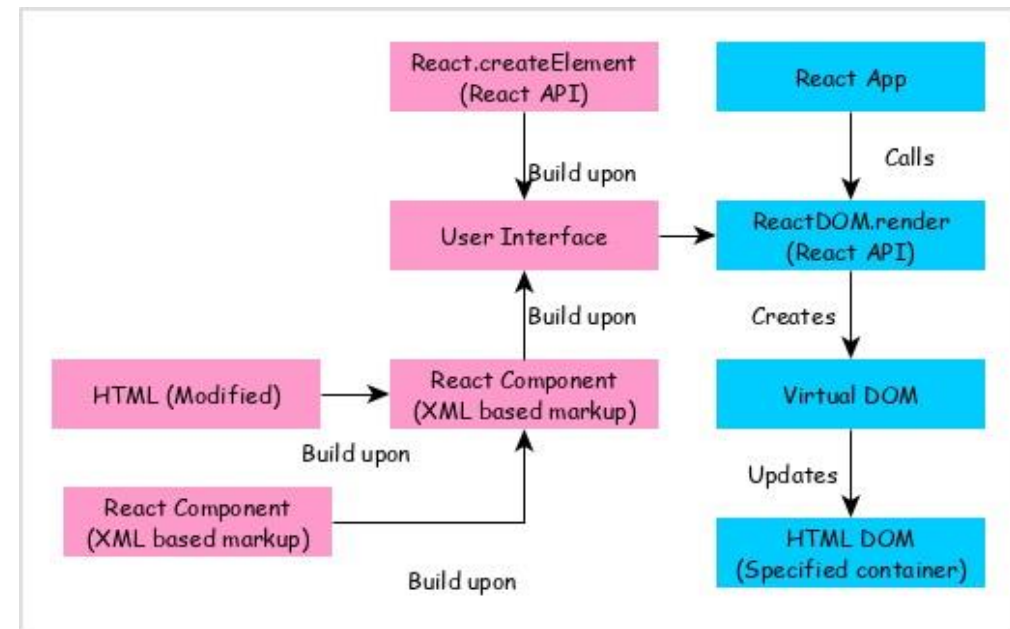 React.createElement
(React API)
React App
Build upon
Calls
User Interface
ReactDOM.render
(React API)
Build upon
Creates
HTML (Modified)
React Component
(XML based markup)
Virtual DOM
Build upon
Updates
React Component
(XML based markup)
HTML DOM
(Specified container)
Build upon